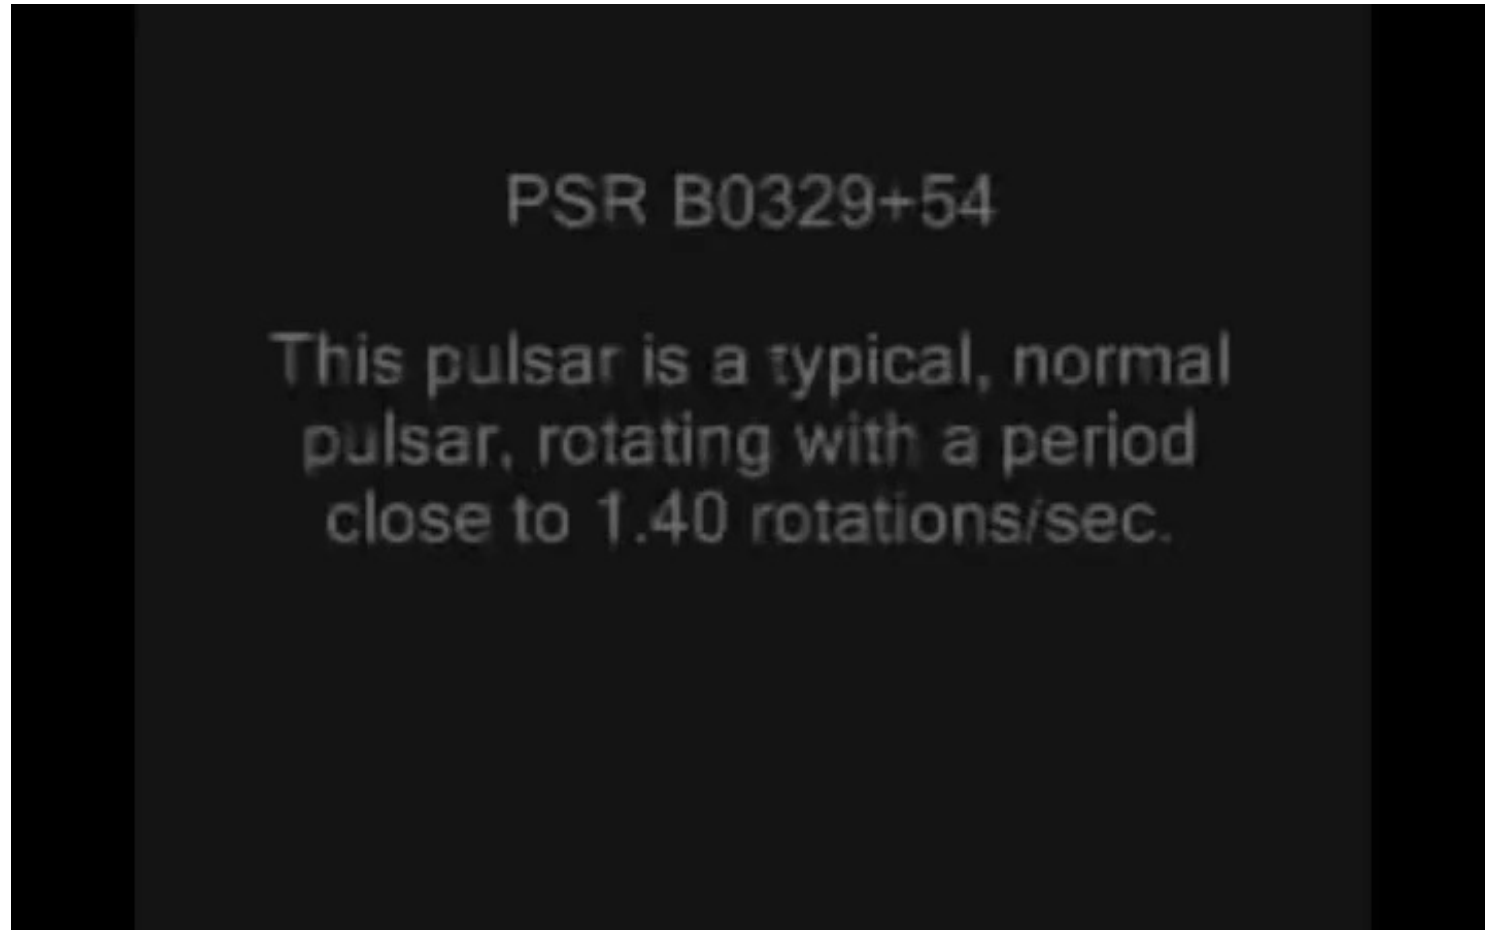 PSR B0329+54
This pulsar is a typical, normal
pulsar, rotating with a period
close to 1.40 rotations/sec.